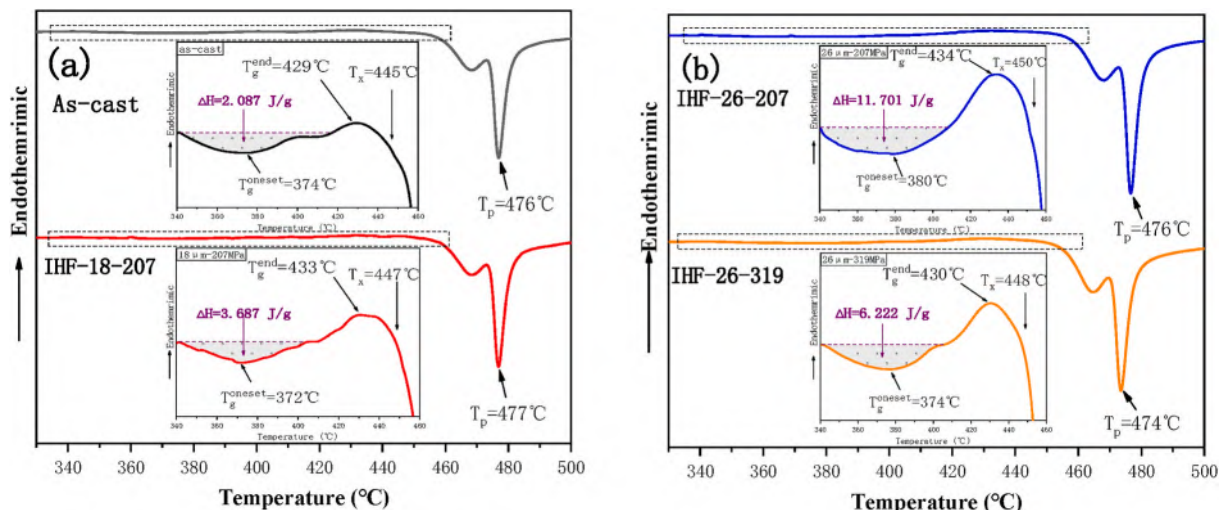 (a)
As-cast
Endothemrimic
as-cast
Endothemrimic
T_g^end=429℃
T_x=445℃
ΔH=2.087 J/g
T_g^oneset=374℃
340 360 380 400 420 440 460
Temperature (℃)
T_p=476℃
IHF-18-207
18μm-207MPa
Endothemrimic
T_g^end=433℃
T_x=447℃
ΔH=3.687 J/g
T_g^oneset=372℃
340 360 380 400 420 440 460
Temperature (℃)
T_p=477℃
340 360 380 400 420 440 460 480 500
Temperature (℃)
(b)
IHF-26-207
Endothemrimic
26μm-207MPa
Endothemrimic
T_g^end=434℃
T_x=450℃
ΔH=11.701 J/g
T_g^oneset=380℃
340 360 380 400 420 440 460 480
Temperature (℃)
T_p=476℃
IHF-26-319
26μm-319MPa
Endothemrimic
T_g^end=430℃
T_x=448℃
ΔH=6.222 J/g
T_g^oneset=374℃
340 360 380 400 420 440 460
Temperature (℃)
T_p=474℃
340 360 380 400 420 440 460 480 500
Temperature (℃)